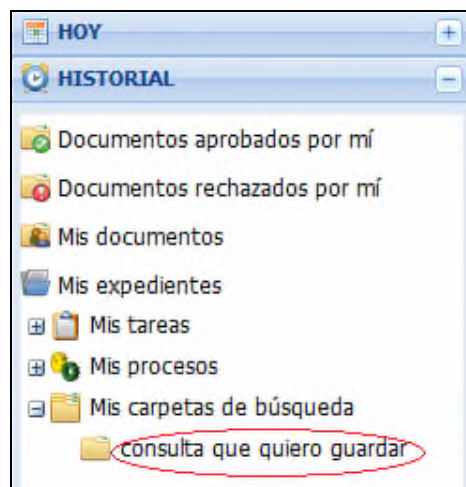 HOY
HISTORIAL
Documentos aprobados por mí
Documentos rechazados por mí
Mis documentos
Mis expedientes
Mis tareas
Mis procesos
Mis carpetas de búsqueda
consulta que quiero guardar